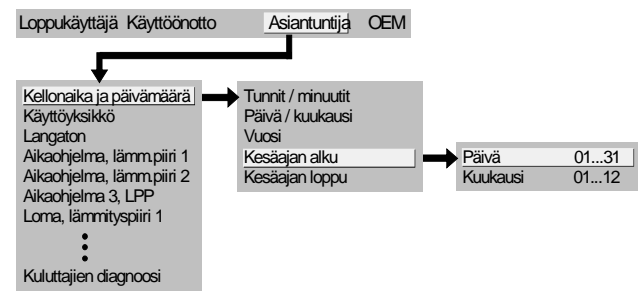 Loppukäyttäjä Käyttöönotto Asiantuntija OEM
Kellonaika ja päivämäärä
Käyttöyksikkö
Langaton
Aikaohjelma, lämm.piiri 1
Aikaohjelma, lämm.piiri 2
Aikaohjelma 3, LPP
Loma, lämmityspiiri 1
Kuluttajien diagnoosi
Tunnit / minuutit
Päivä / kuukausi
Vuosi
Kesäajan alku
Kesäajan loppu
Päivä 01...31
Kuukausi 01...12